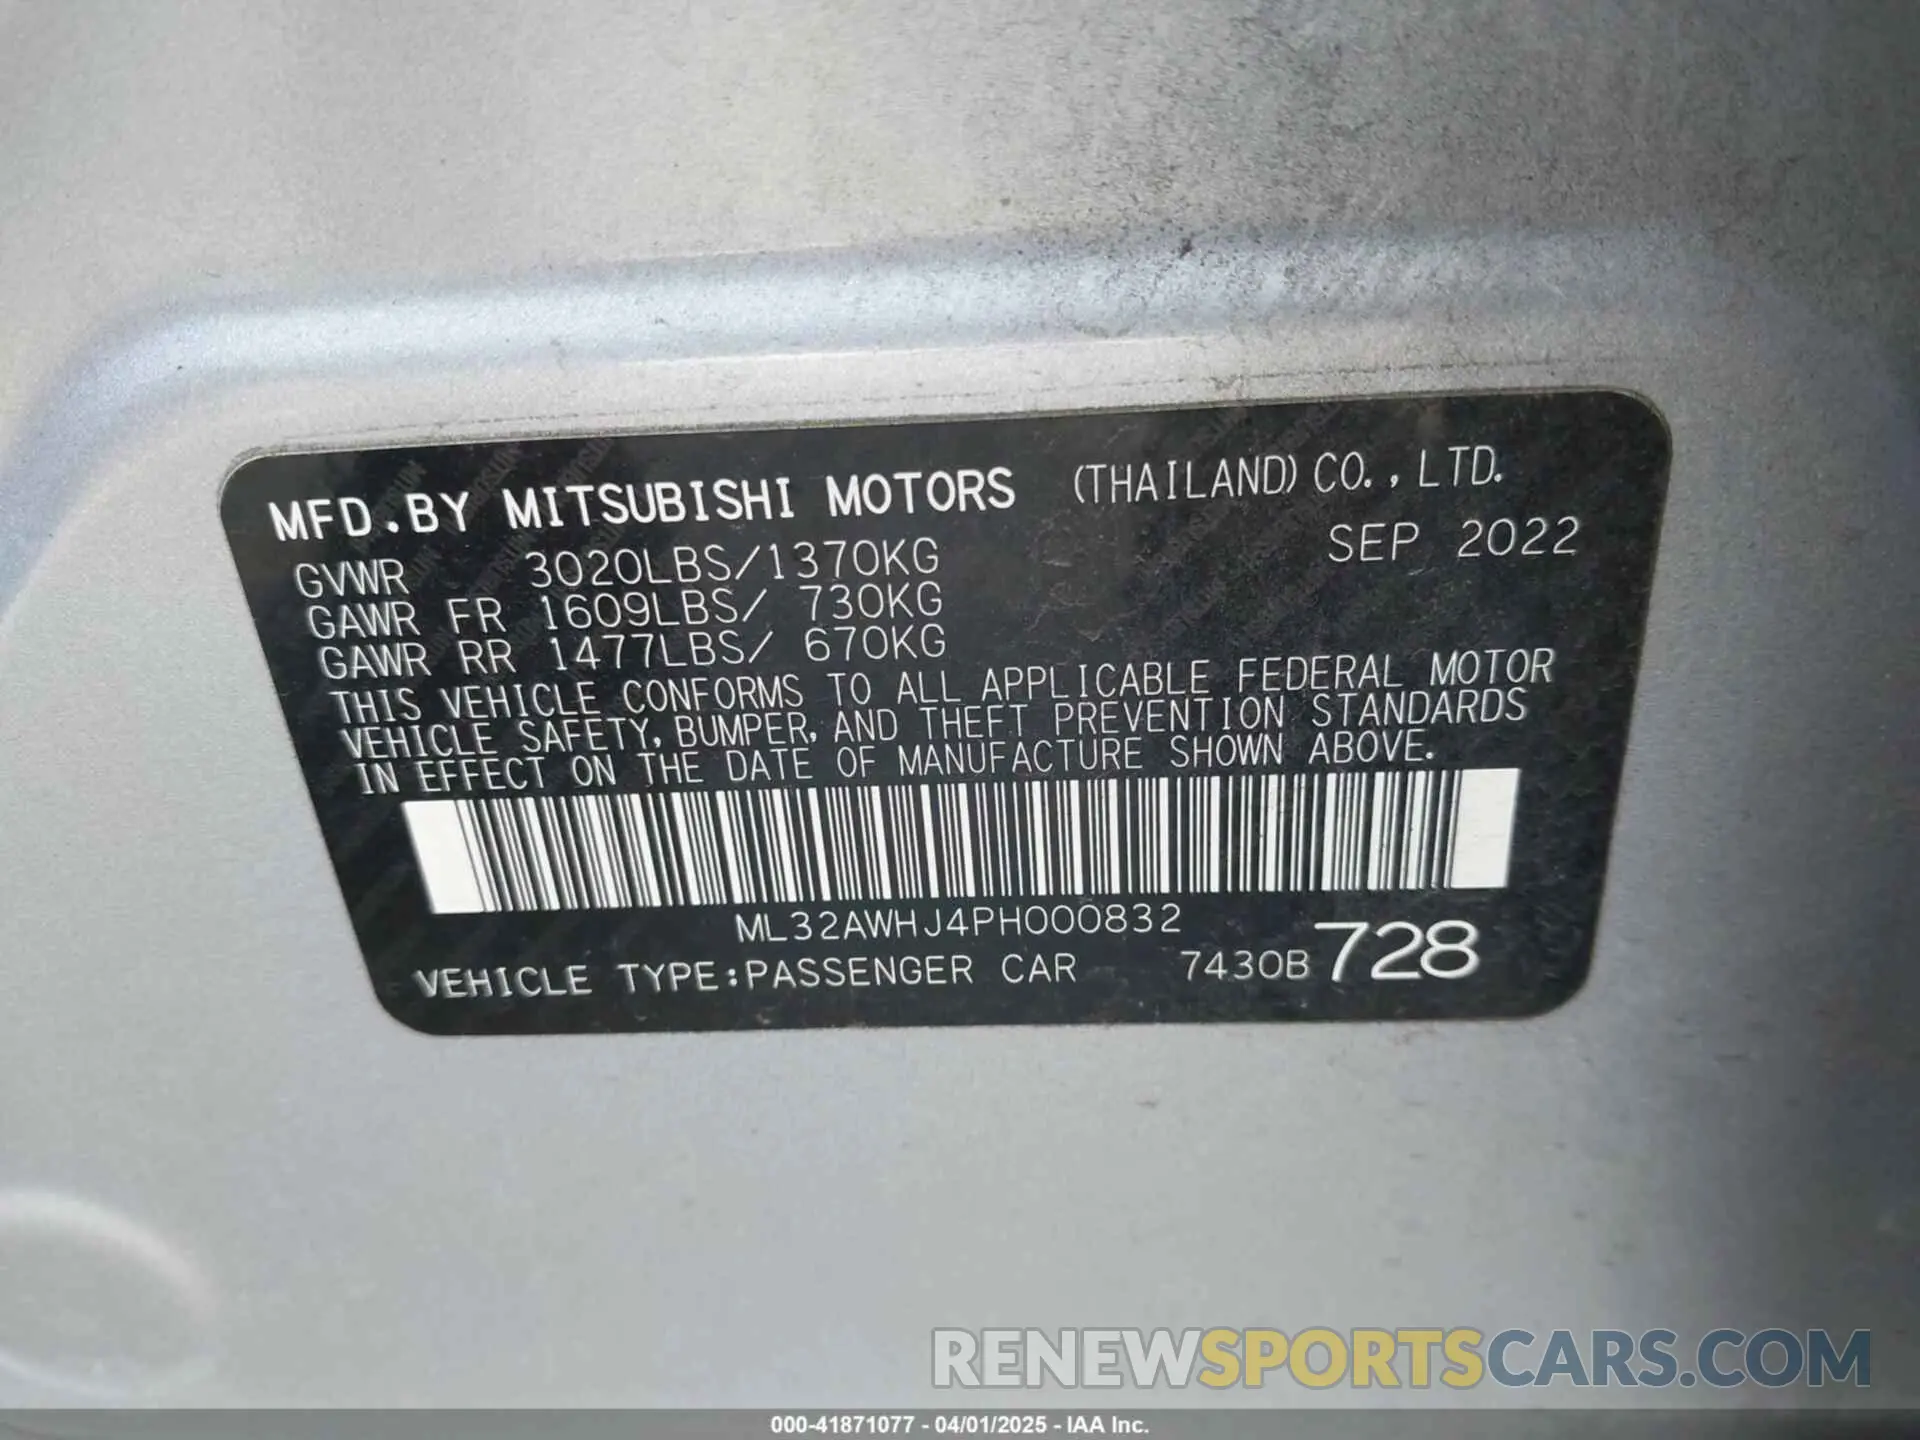 MFD.BY MITSUBISHI MOTORS (THAILAND) CO., LTD.
SEP 2022
GVWR 3020LBS/1370KG
GAWR FR 1609LBS/ 730KG
GAWR RR 1477LBS/ 670KG
THIS VEHICLE CONFORMS TO ALL APPLICABLE FEDERAL MOTOR
VEHICLE SAFETY, BUMPER, AND THEFT PREVENTION STANDARDS
IN EFFECT ON THE DATE OF MANUFACTURE SHOWN ABOVE.
ML32AWHJ4PH000832
VEHICLE TYPE:PASSENGER CAR 7430B 728
RENEWSPORTSCARS.COM
000-41871077 - 04/01/2025 - IAA Inc.